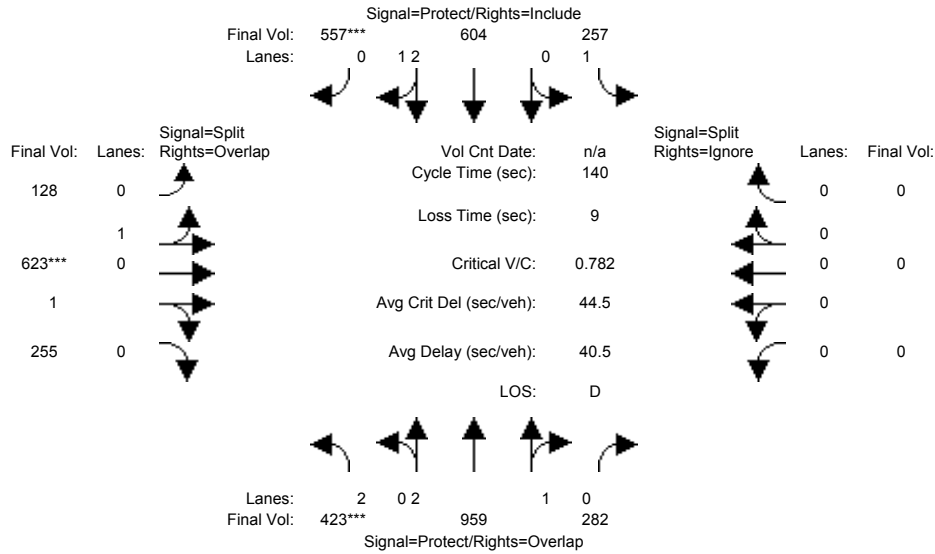 Signal=Protect/Rights=Include
Final Vol: 557*** 604 257
Lanes: 0 1 2 0 1
Signal=Split
Rights=Overlap
Final Vol: Lanes:
Vol Cnt Date: n/a
Signal=Split
Rights=Ignore
Lanes: Final Vol:
Cycle Time (sec): 140
128 0
0 0
Loss Time (sec): 9
1
0
623*** 0
Critical V/C: 0.782
0 0
1
Avg Crit Del (sec/veh): 44.5
0
255 0
Avg Delay (sec/veh): 40.5
0 0
LOS: D
Lanes: 2 0 2 1 0
Final Vol: 423*** 959 282
Signal=Protect/Rights=Overlap